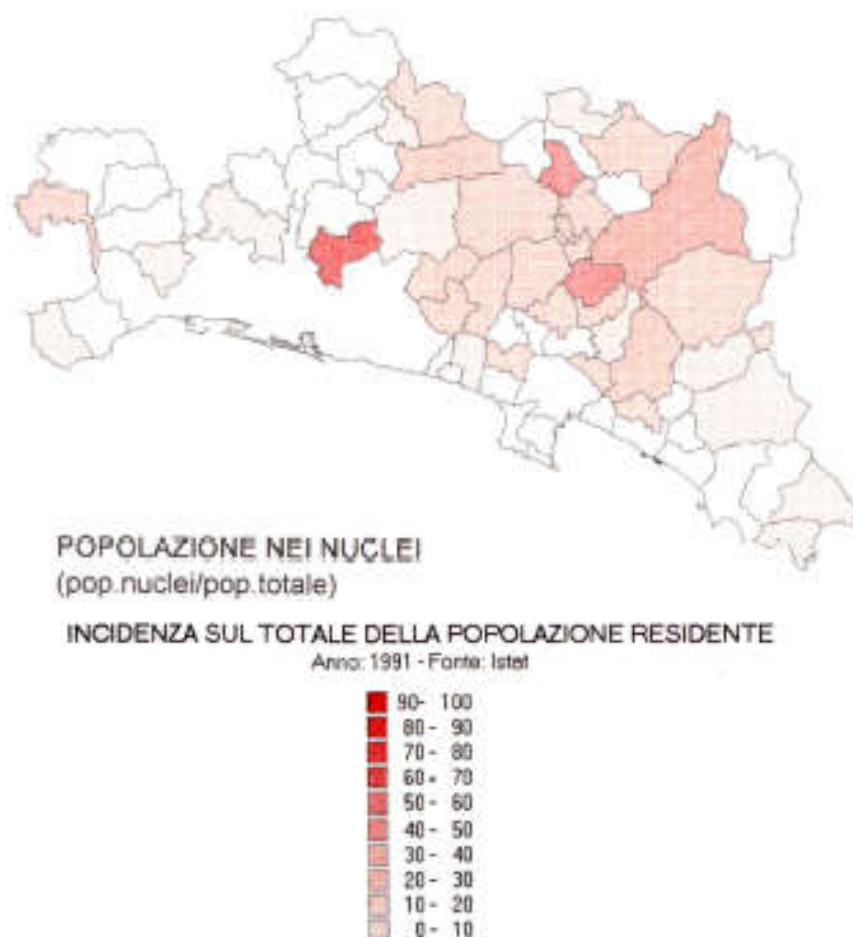 POPOLAZIONE NEI NUCLEI
(pop.nuclei/pop.totale)
INCIDENZA SUL TOTALE DELLA POPOLAZIONE RESIDENTE
Anno: 1991 - Fonte: Istat
90- 100
80 - 90
70 - 80
60 - 70
50 - 60
40 - 50
30 - 40
20 - 30
10 - 20
0 - 10